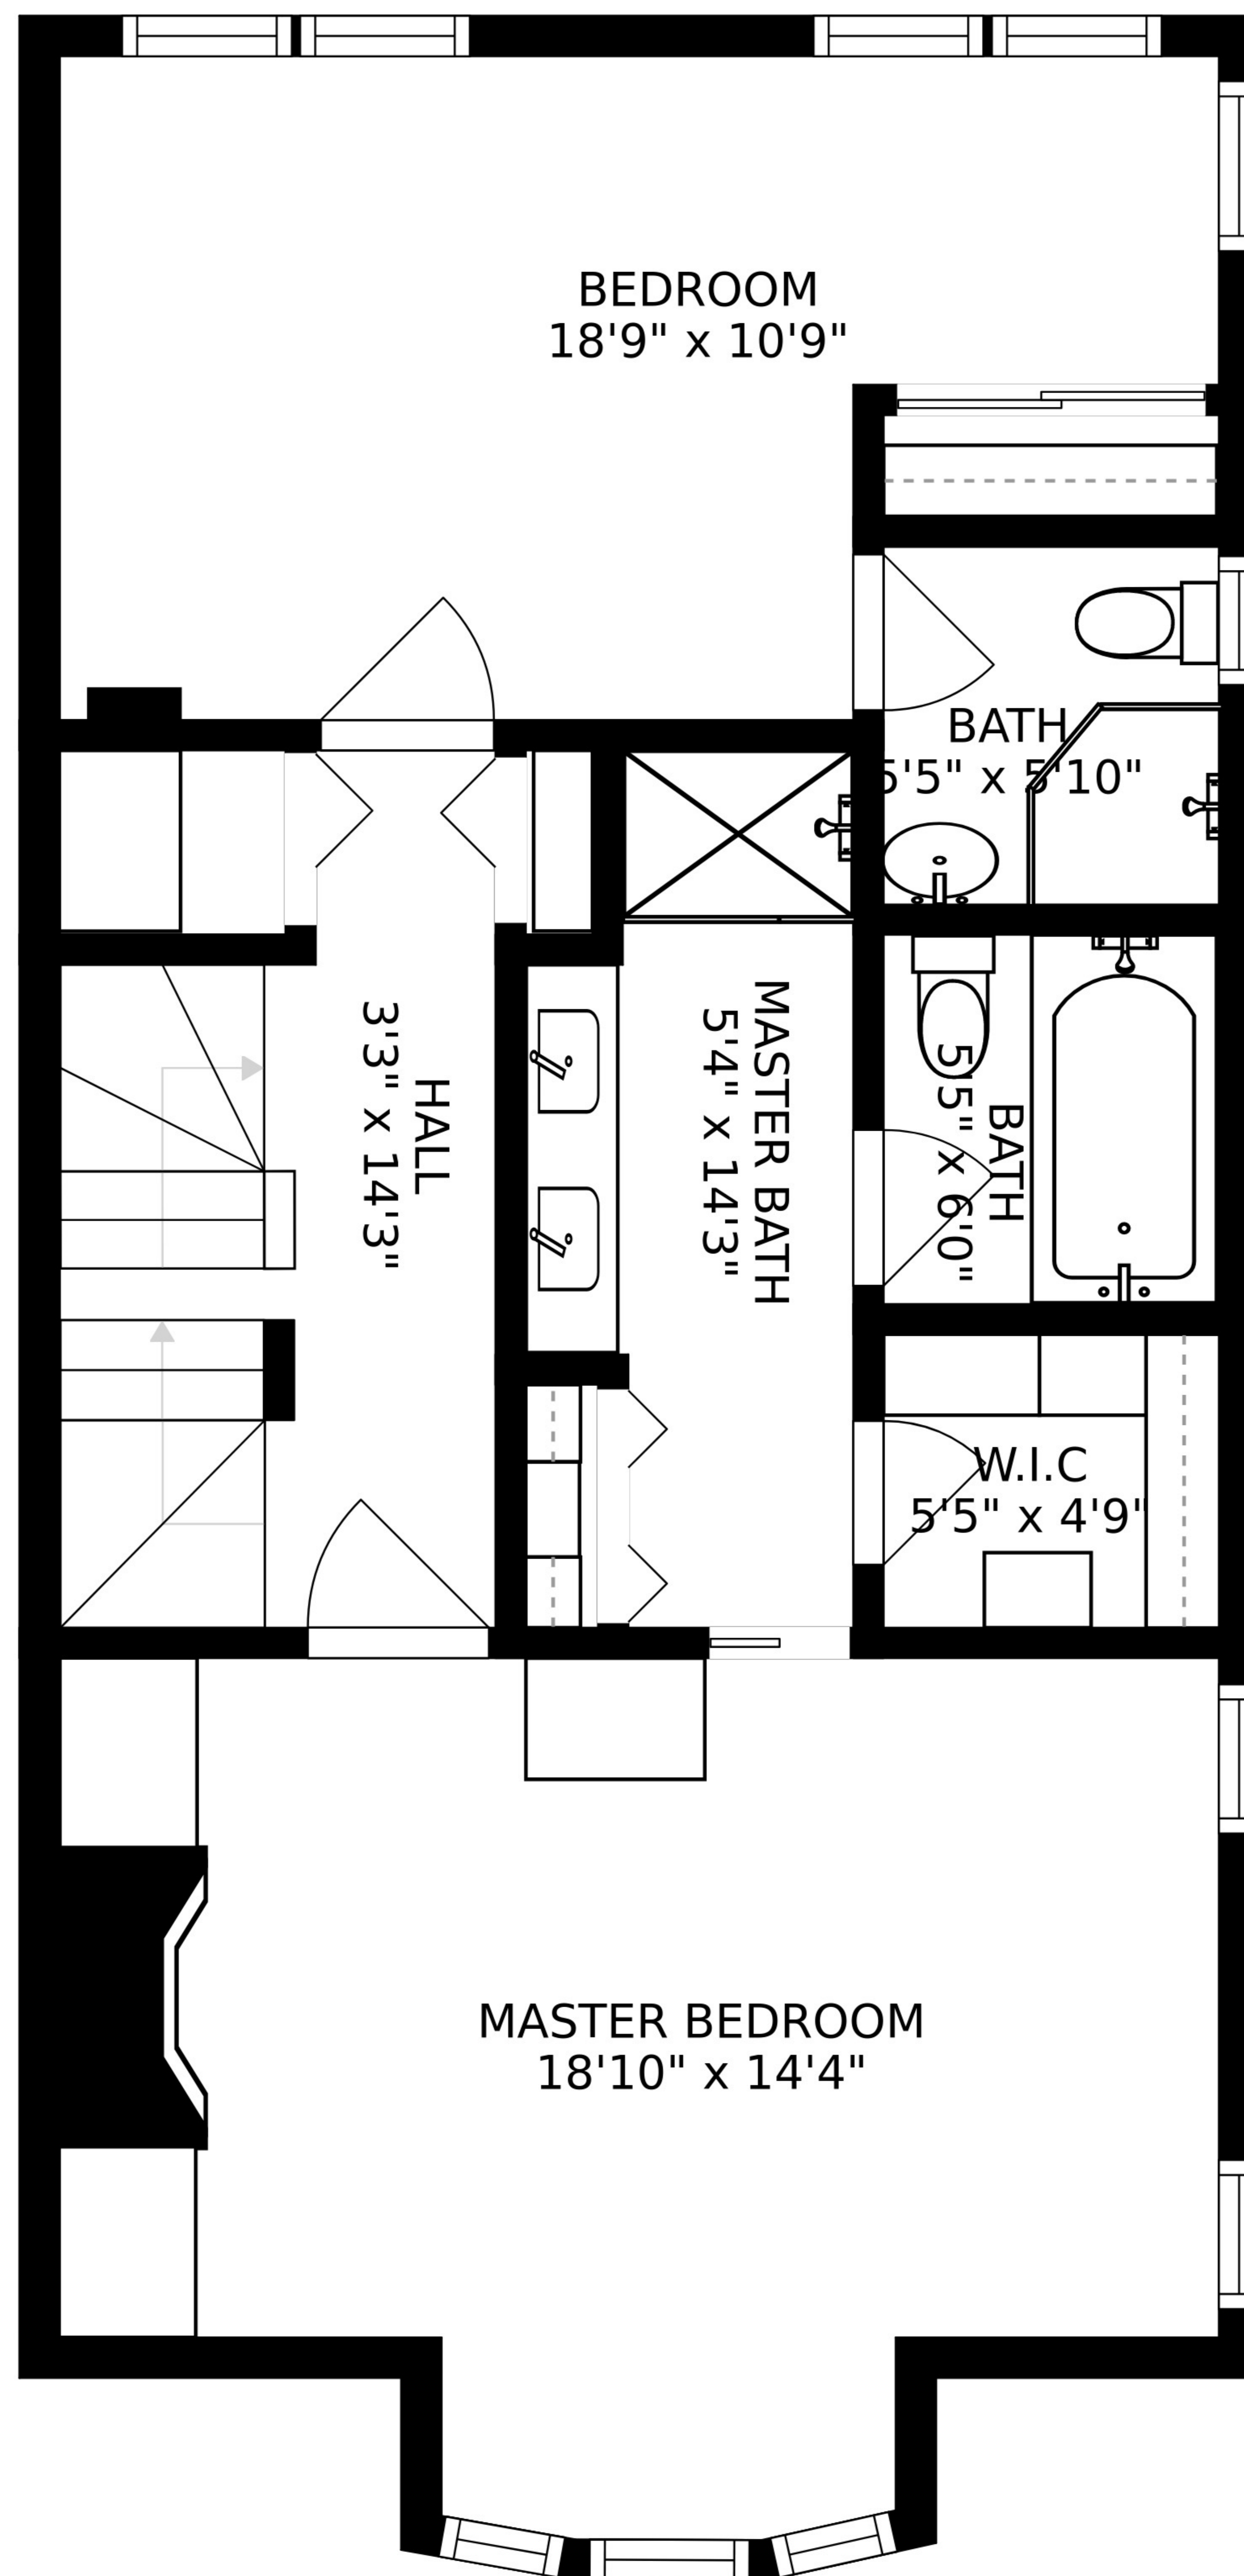 BEDROOM
18'9" x 10'9"
BATH
5'5" x 5'10"
MASTER BATH
5'4" x 14'3"
HALL
3'3" x 14'3"
BATH
5'5" x 6'0"
W.I.C
5'5" x 4'9"
MASTER BEDROOM
18'10" x 14'4"